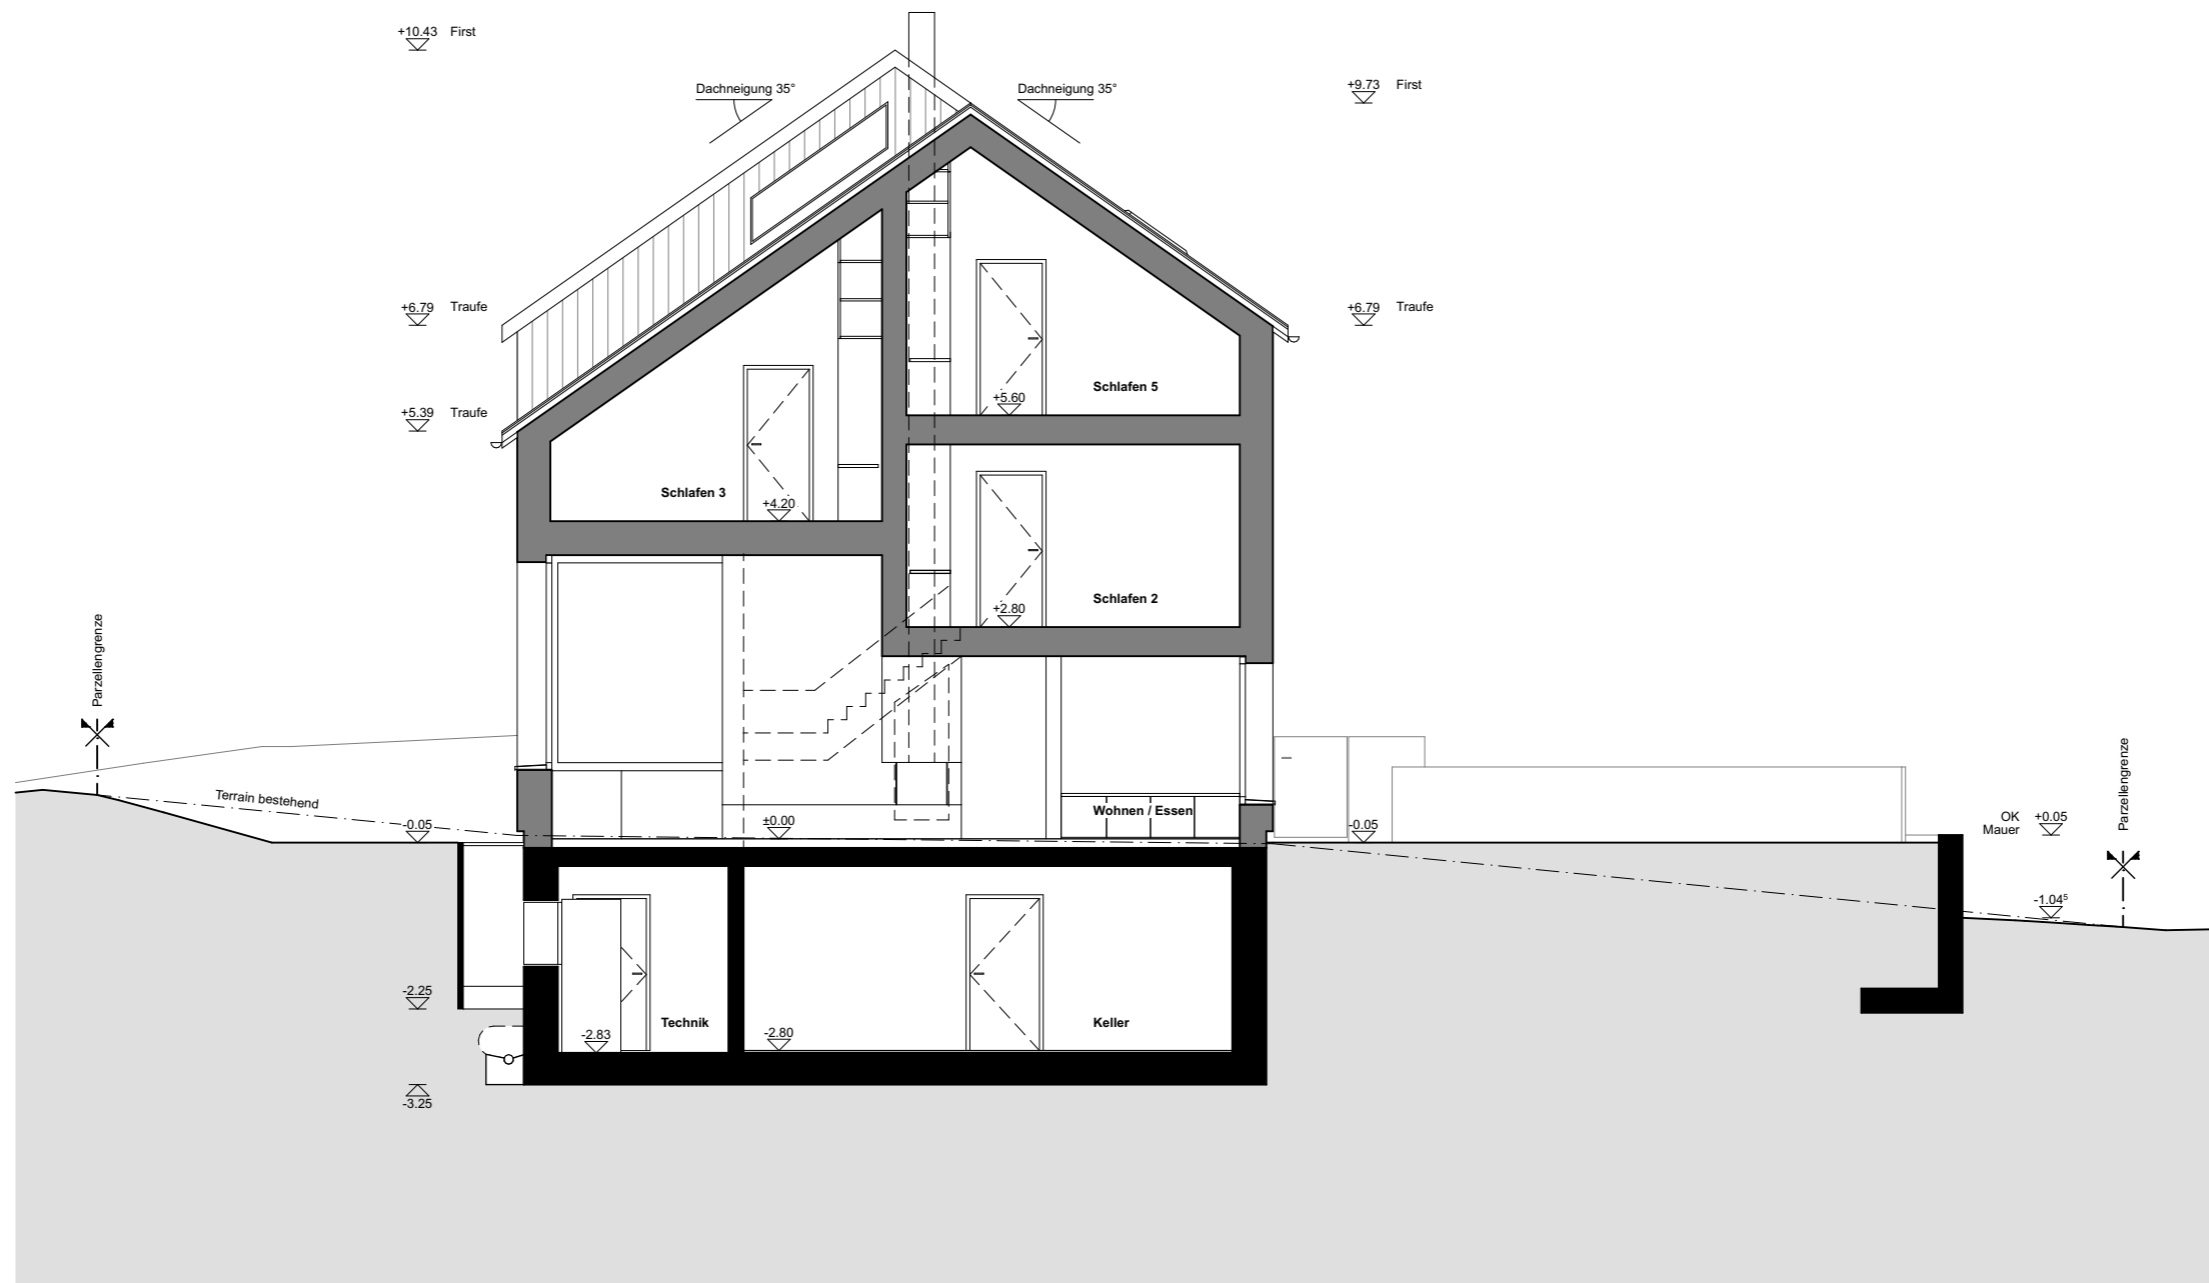 +10.43 First
Dachneigung 35°
Dachneigung 35°
+9.73 First
+6.79 Traufe
+6.79 Traufe
+5.39 Traufe
Schlafen 5
+5.60
Schlafen 3
+4.20
Schlafen 2
+2.80
Parzellengrenze
Parzellengrenze
Terrain bestehend
-0.05
±0.00
Wohnen / Essen
-0.05
OK
Mauer
+0.05
-1.04⁵
-2.25
Technik
-2.83
-2.80
Keller
-3.25